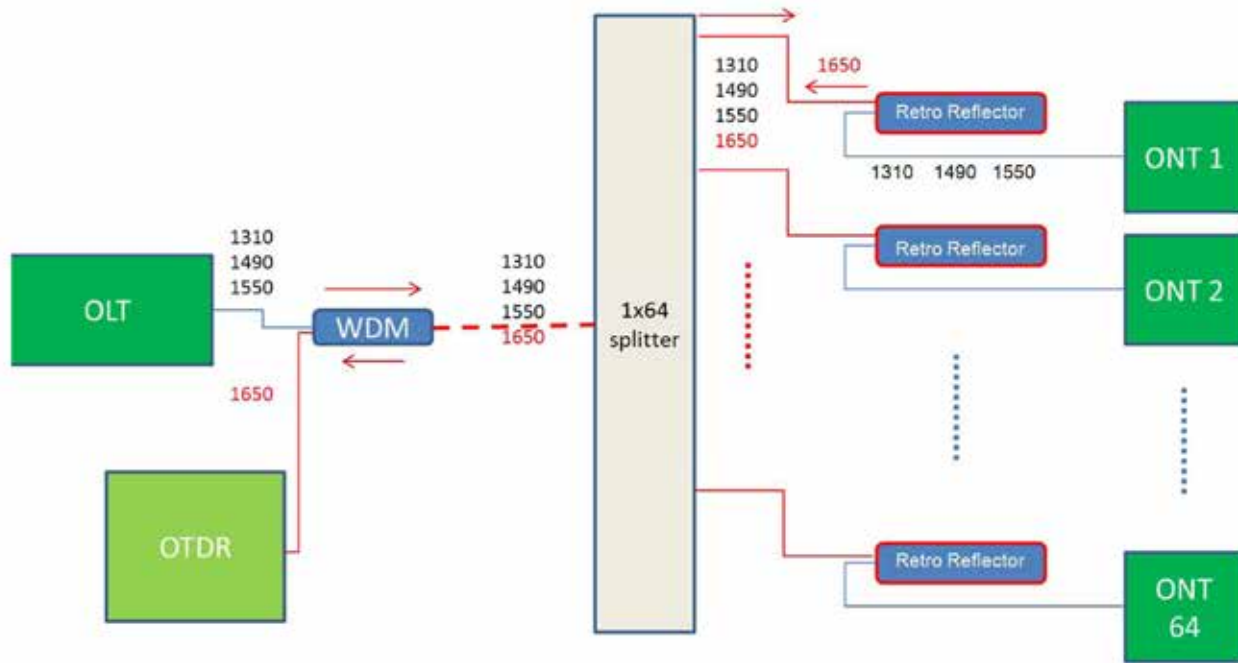 1310
1490
1550
OLT
WDM
1650
OTDR
1310
1490
1550
1650
1x64
splitter
1310
1490
1550
1650
1650
Retro Reflector
1310 1490 1550
ONT 1
Retro Reflector
ONT 2
Retro Reflector
ONT
64